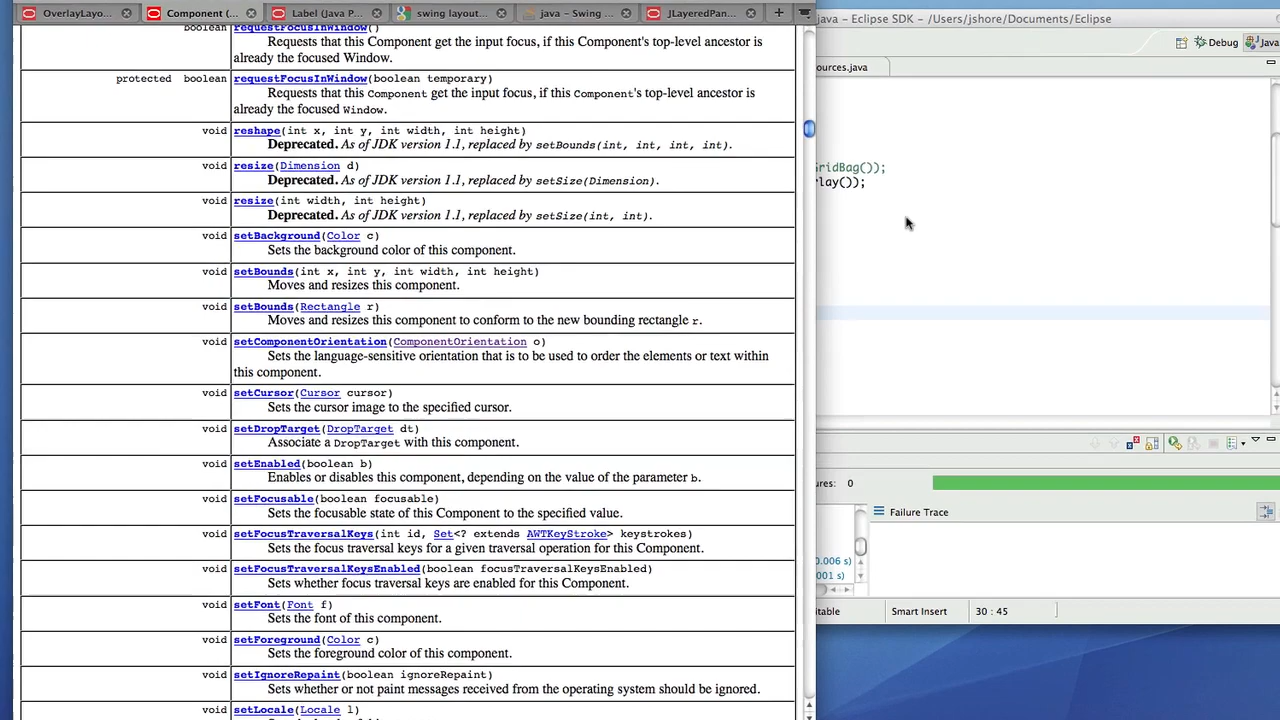 OverlayLayo...
Component (...
Label (Java P...
swing layout...
java – Swing ...
JLayeredPan...
java – Eclipse SDK – /Users/jshore/Documents/Eclipse
Debug
Java
ources.java
boolean requestFocusInWindow()
Requests that this Component get the input focus, if this Component's top-level ancestor is
already the focused Window.
protected boolean requestFocusInWindow(boolean temporary)
Requests that this Component get the input focus, if this Component's top-level ancestor is
already the focused Window.
void reshape(int x, int y, int width, int height)
Deprecated. As of JDK version 1.1, replaced by setBounds(int, int, int, int).
void resize(Dimension d)
Deprecated. As of JDK version 1.1, replaced by setSize(Dimension).
void resize(int width, int height)
Deprecated. As of JDK version 1.1, replaced by setSize(int, int).
void setBackground(Color c)
Sets the background color of this component.
void setBounds(int x, int y, int width, int height)
Moves and resizes this component.
void setBounds(Rectangle r)
Moves and resizes this component to conform to the new bounding rectangle r.
void setComponentOrientation(ComponentOrientation o)
Sets the language-sensitive orientation that is to be used to order the elements or text within
this component.
void setCursor(Cursor cursor)
Sets the cursor image to the specified cursor.
void setDropTarget(DropTarget dt)
Associate a DropTarget with this component.
void setEnabled(boolean b)
Enables or disables this component, depending on the value of the parameter b.
void setFocusable(boolean focusable)
Sets the focusable state of this Component to the specified value.
void setFocusTraversalKeys(int id, Set<? extends AWTKeyStroke> keystrokes)
Sets the focus traversal keys for a given traversal operation for this Component.
void setFocusTraversalKeysEnabled(boolean focusTraversalKeysEnabled)
Sets whether focus traversal keys are enabled for this Component.
void setFont(Font f)
Sets the font of this component.
void setForeground(Color c)
Sets the foreground color of this component.
void setIgnoreRepaint(boolean ignoreRepaint)
Sets whether or not paint messages received from the operating system should be ignored.
void setLocale(Locale l)
GridBag());
rlay());
ures: 0
Failure Trace
0.006 s)
001 s)
itable
Smart Insert
30 : 45